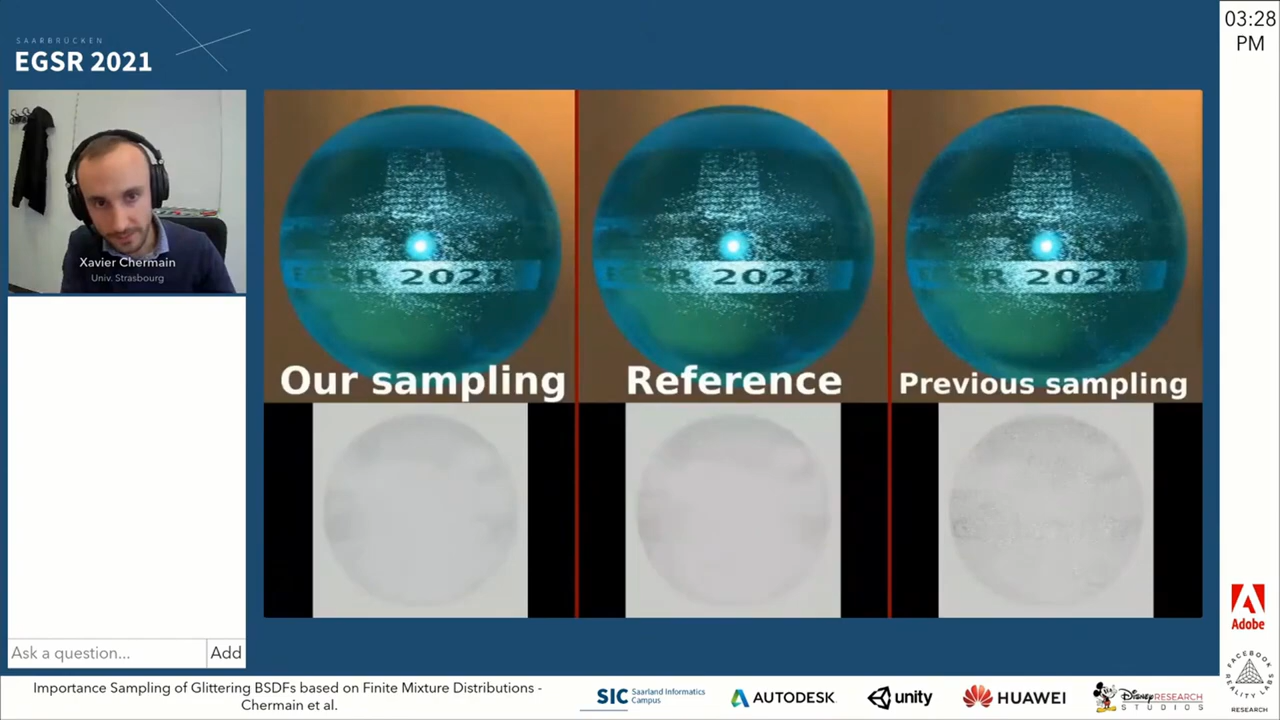 SAARBRÜCKEN
EGSR 2021
03:28
PM
Xavier Chermain
Univ. Strasbourg
EGSR 2021
EGSR 2021
EGSR 2021
Our sampling
Reference
Previous sampling
Ask a question...
Add
Importance Sampling of Glittering BSDFs based on Finite Mixture Distributions -
Chermain et al.
SIC Saarland Informatics
Campus
AUTODESK
unity
HUAWEI
Disney RESEARCH
STUDIOS
Adobe
FACEBOOK
REALITY LABS
RESEARCH